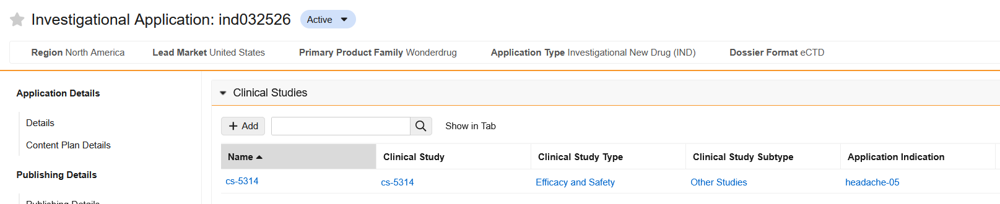 Investigational Application: ind032526 Active
Region North America Lead Market United States Primary Product Family Wonderdrug Application Type Investigational New Drug (IND) Dossier Format eCTD
Application Details
Details
Content Plan Details
Publishing Details
Publishing Details
Clinical Studies
Add Show in Tab
Name Clinical Study Clinical Study Type Clinical Study Subtype Application Indication
cs-5314 cs-5314 Efficacy and Safety Other Studies headache-05